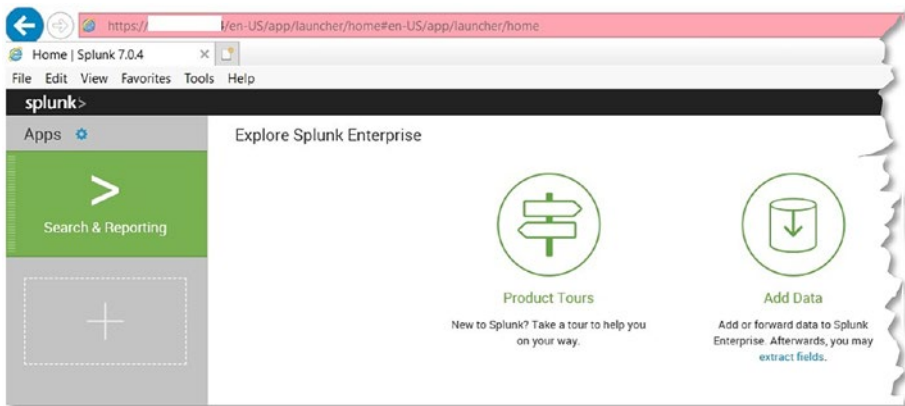 https:// /en-US/app/launcher/home#en-US/app/launcher/home
Home | Splunk 7.0.4
File Edit View Favorites Tools Help
splunk>
Apps
Explore Splunk Enterprise
>
Search & Reporting
Product Tours
New to Splunk? Take a tour to help you
on your way.
Add Data
Add or forward data to Splunk
Enterprise. Afterwards, you may
extract fields.